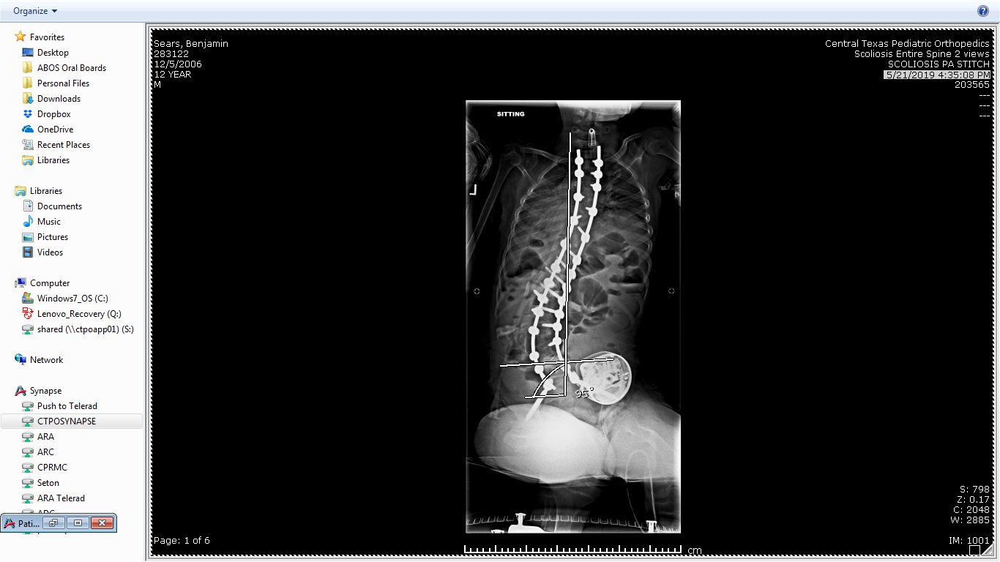 Organize
Favorites
Desktop
ABOS Oral Boards
Personal Files
Downloads
Dropbox
OneDrive
Recent Places
Libraries
Libraries
Documents
Music
Pictures
Videos
Computer
Windows7_OS (C:)
Lenovo_Recovery (Q:)
shared (\\ctpoapp01) (S:)
Network
Synapse
Push to Telerad
CTPOSYNAPSE
ARA
ARC
CPRMC
Seton
ARA Telerad
Pati...
Sears, Benjamin
283122
12/5/2006
12 YEAR
M
Central Texas Pediatric Orthopedics
Scoliosis Entire Spine 2 views
SCOLIOSIS PA STITCH
5/21/2019 4:35:08 PM
203565
---
---
---
SITTING
L
95°
S: 798
Z: 0.17
C: 2048
W: 2885
IM: 1001
Page: 1 of 6
cm